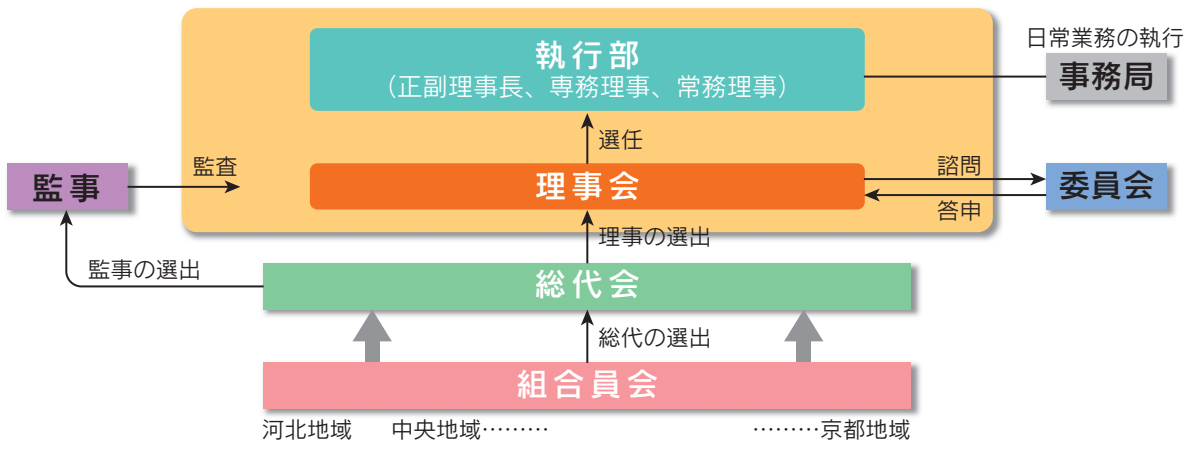 執行部
（正副理事長、専務理事、常務理事）
日常業務の執行
事務局
選任
監事
監査
理事会
諮問
答申
委員会
理事の選出
監事の選出
総代会
総代の選出
組合員会
河北地域
中央地域………
………京都地域